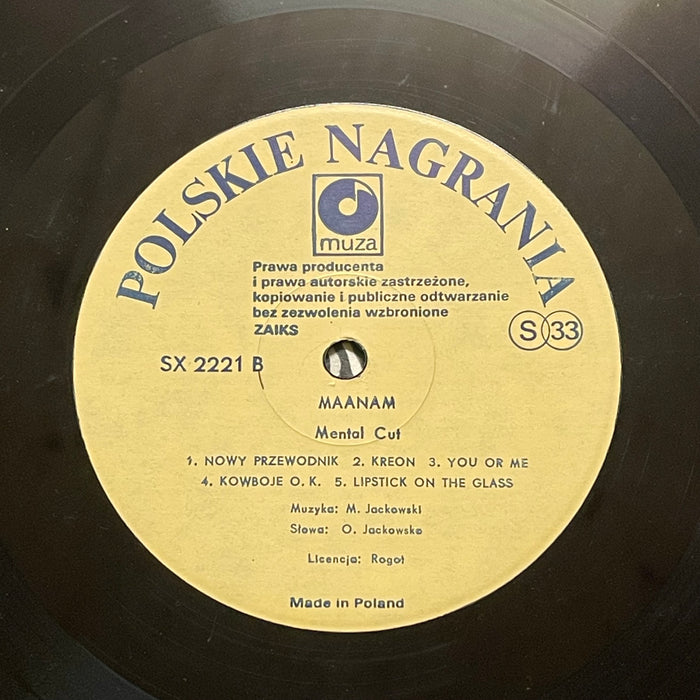 POLSKIE NAGRANIA
muza
Prawa producenta
i prawa autorskie zastrzeżone,
kopiowanie i publiczne odtwarzanie
bez zezwolenia wzbronione
ZAIKS
S 33
SX 2221 B
MAANAM
Mental Cut
1. NOWY PRZEWODNIK 2. KREON 3. YOU OR ME
4. KOWBOJE O. K. 5. LIPSTICK ON THE GLASS
Muzyka: M. Jackowski
Słowa: O. Jackowska
Licencja: Rogot
Made in Poland